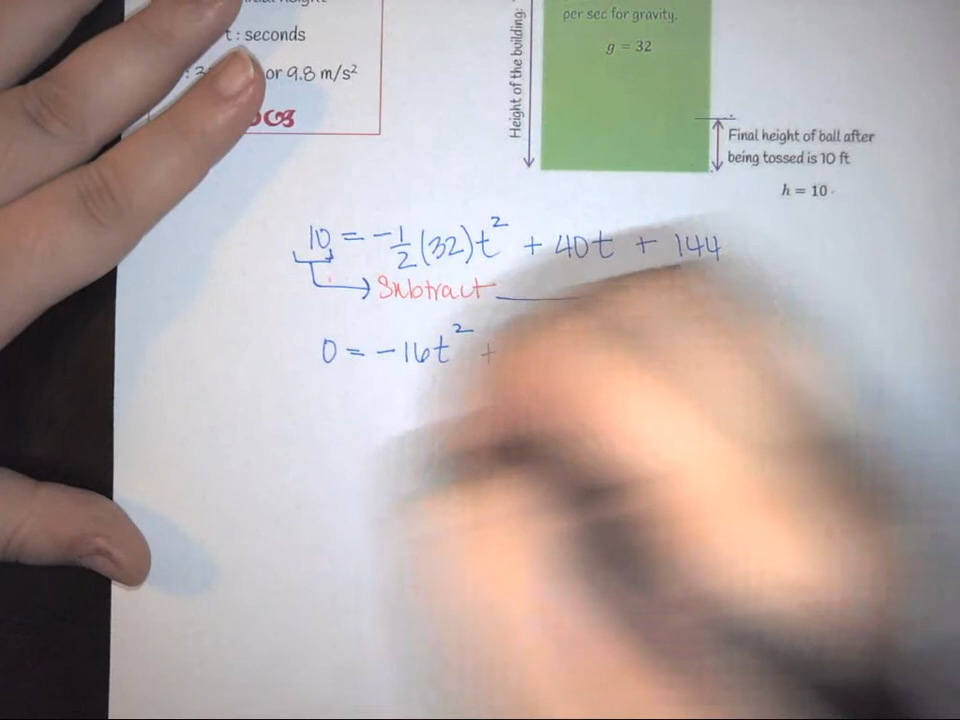 t : seconds
or 9.8 m/s²
Height of the building:
per sec for gravity.
g = 32
Final height of ball after
being tossed is 10 ft
h = 10
10 = -1/2 (32)t² + 40t + 144
Subtract
0 = -16t² +